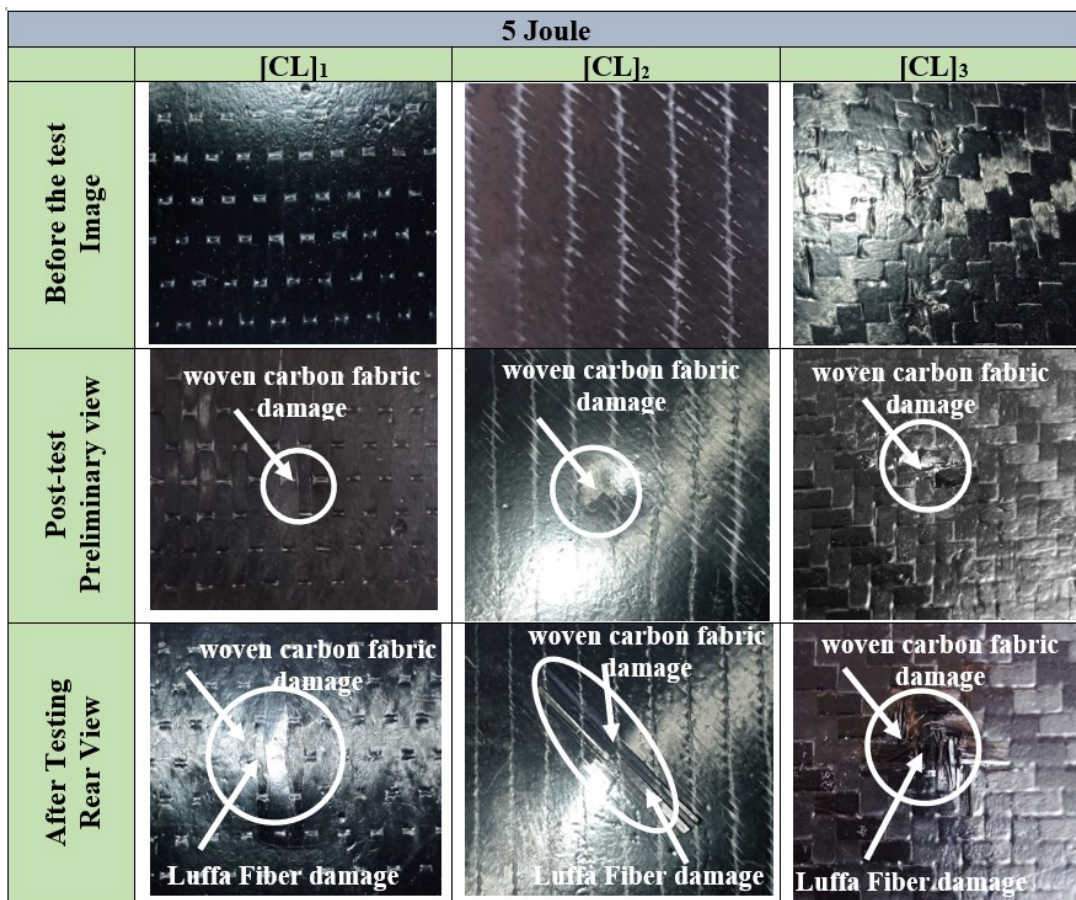 5 Joule
[CL]₁
[CL]₂
[CL]₃
Before the test
Image
Post-test
Preliminary view
woven carbon fabric
damage
woven carbon fabric
damage
woven carbon fabric
damage
After Testing
Rear View
woven carbon fabric
damage
Luffa Fiber damage
woven carbon fabric
damage
Luffa Fiber damage
woven carbon fabric
damage
Luffa Fiber damage